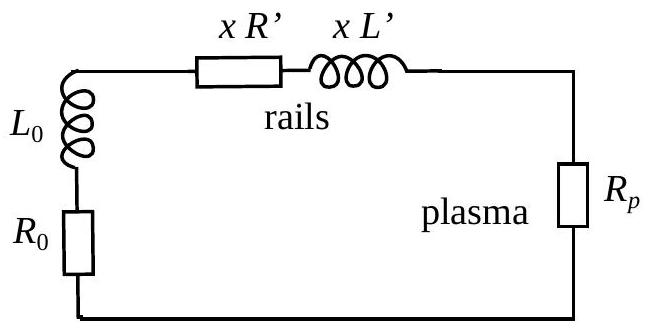 x R’ x L’
rails
L0
plasma
Rp
R0